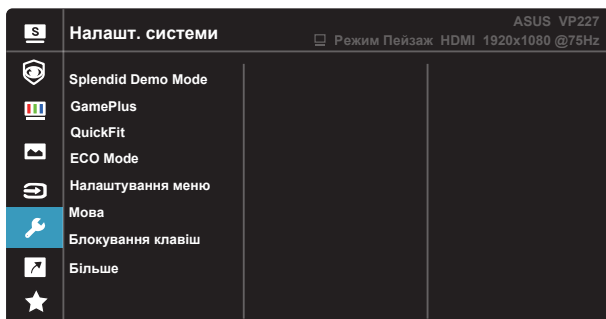 S
Налашт. системи
ASUS VP227
Режим Пейзаж HDMI 1920x1080 @75Hz
Splendid Demo Mode
GamePlus
QuickFit
ECO Mode
Налаштування меню
Мова
Блокування клавіш
Більше